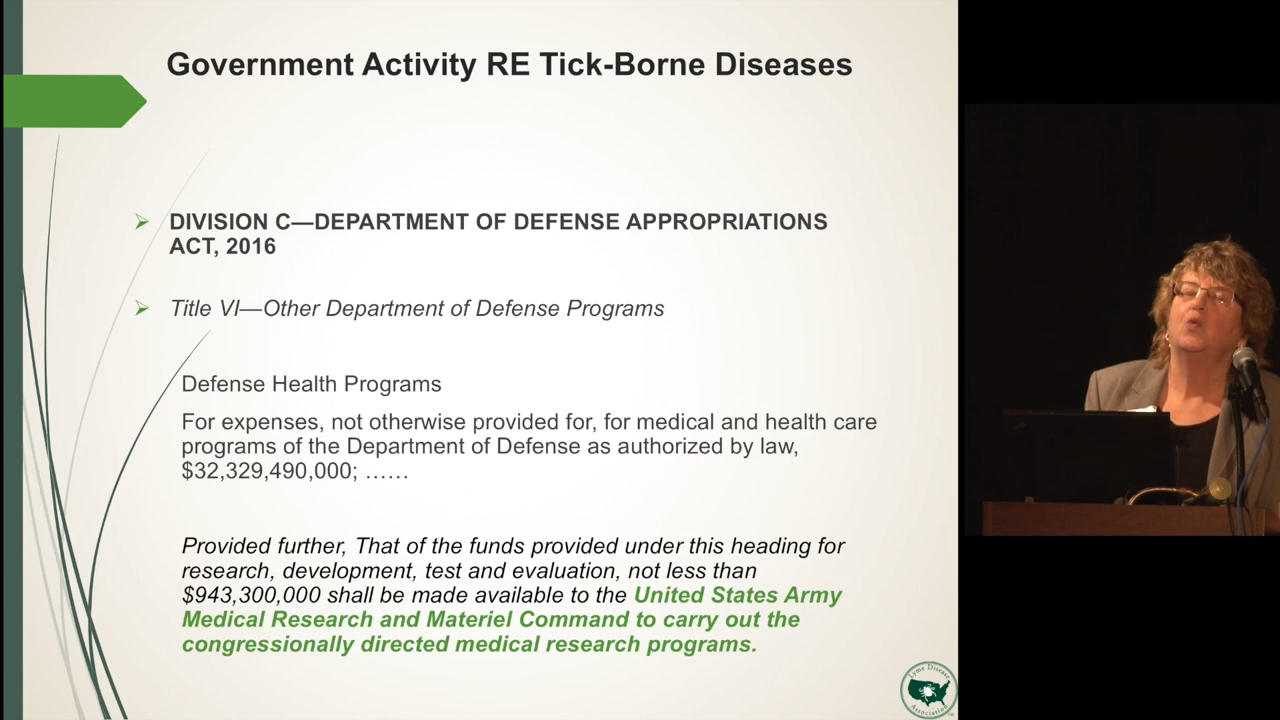 Government Activity RE Tick-Borne Diseases
DIVISION C—DEPARTMENT OF DEFENSE APPROPRIATIONS
ACT, 2016
Title VI—Other Department of Defense Programs
Defense Health Programs
For expenses, not otherwise provided for, for medical and health care
programs of the Department of Defense as authorized by law,
$32,329,490,000; ……
Provided further, That of the funds provided under this heading for
research, development, test and evaluation, not less than
$943,300,000 shall be made available to the United States Army
Medical Research and Materiel Command to carry out the
congressionally directed medical research programs.
Lyme Disease
Association